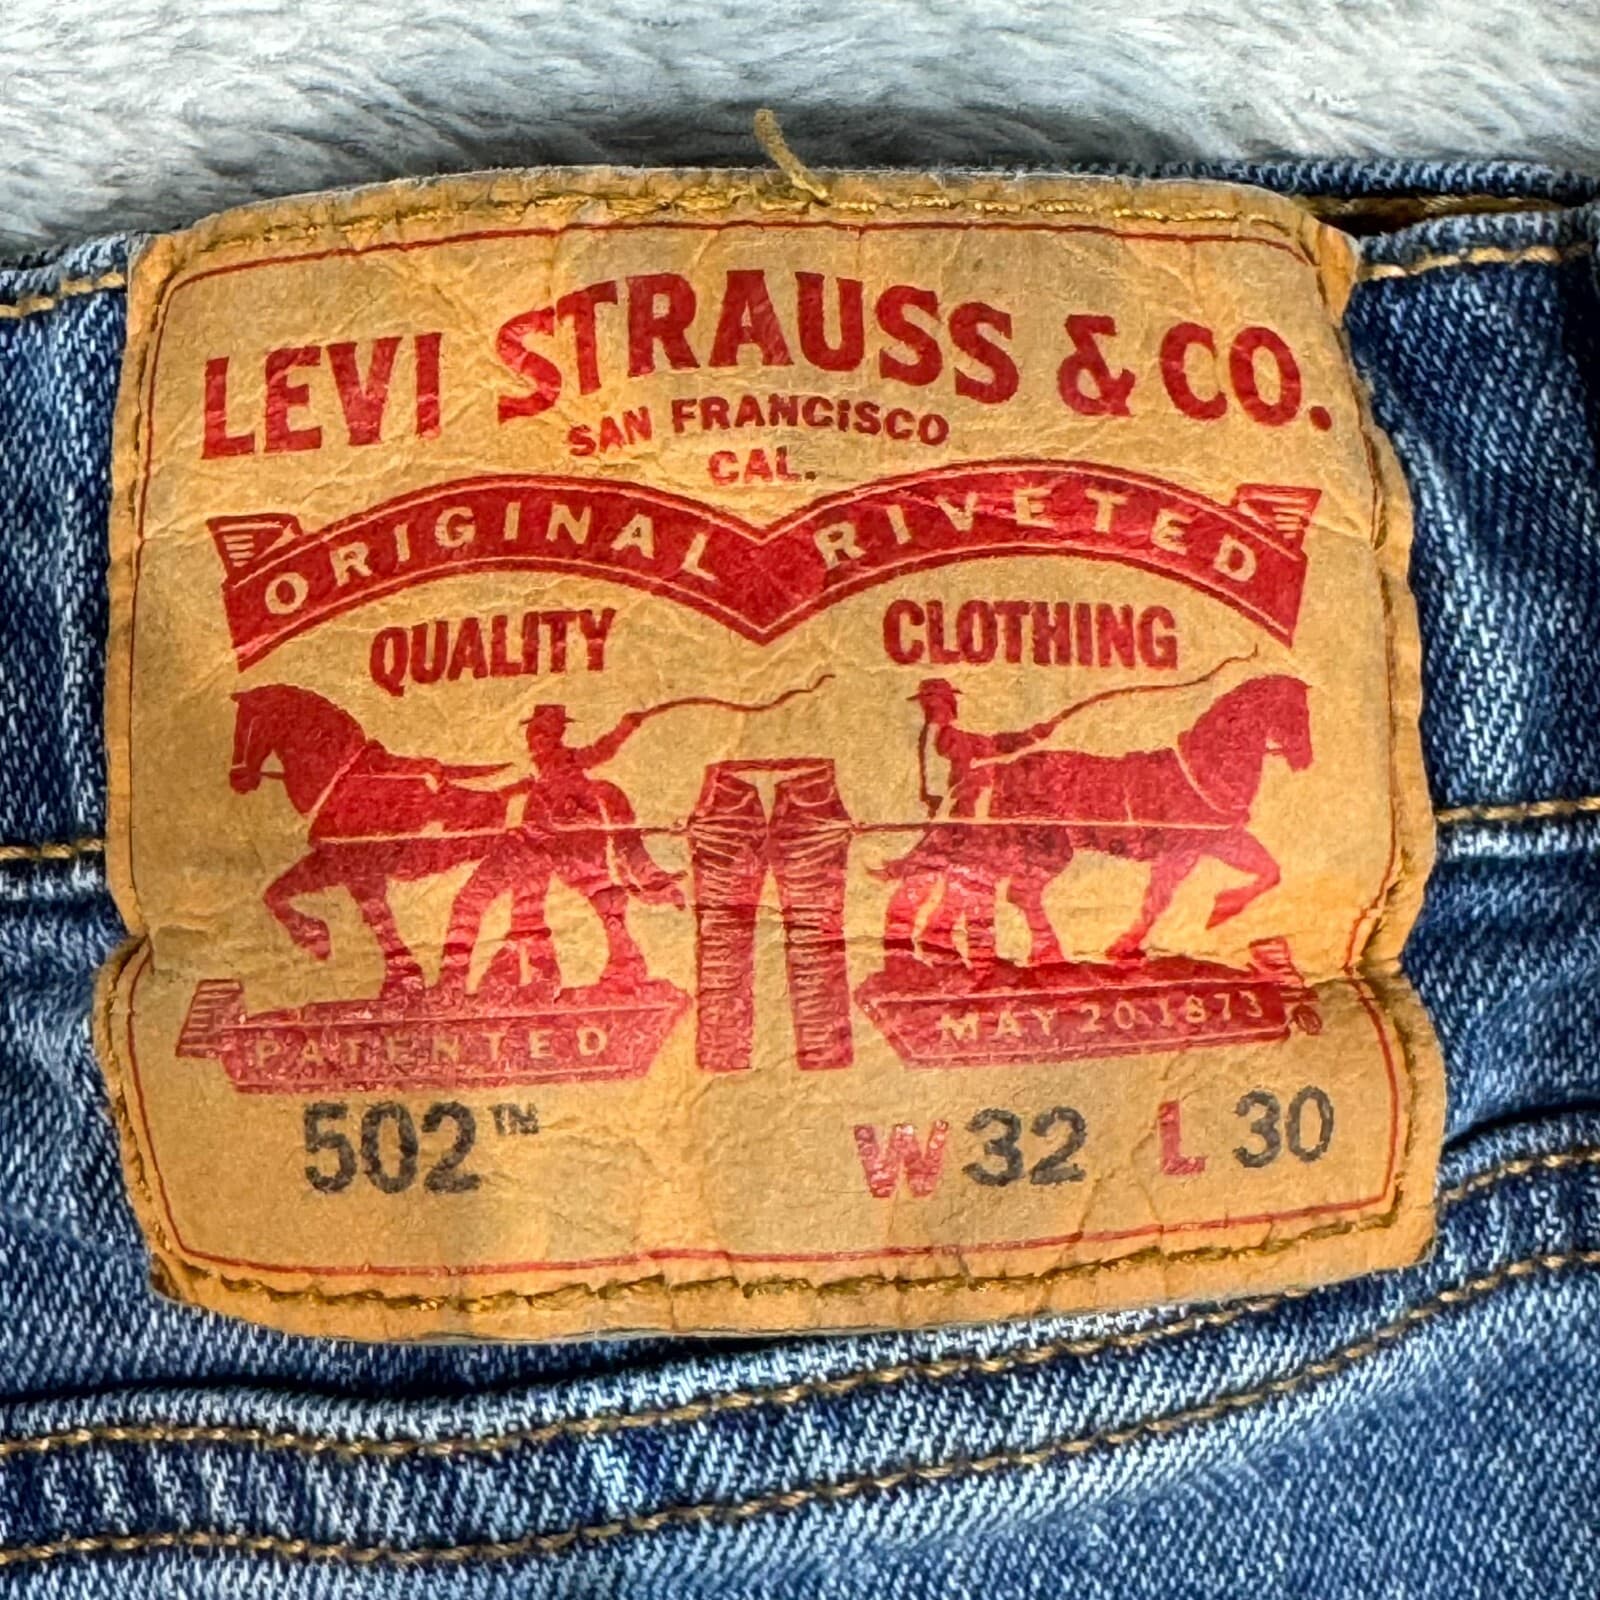 LEVI STRAUSS & CO.
SAN FRANCISCO
CAL.
ORIGINAL RIVETED
QUALITY CLOTHING
PATENTED MAY 20 1873 ®
502™ W 32 L 30